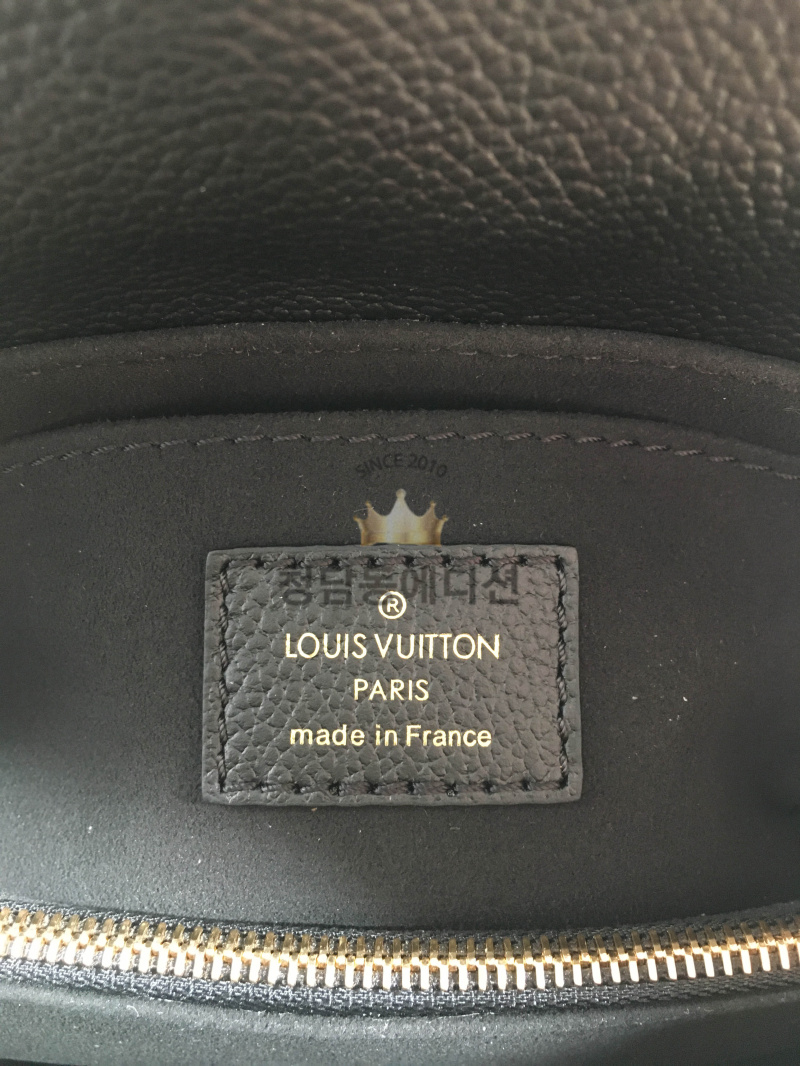 SINCE 2010
청담동에디션
®
LOUIS VUITTON
PARIS
made in France